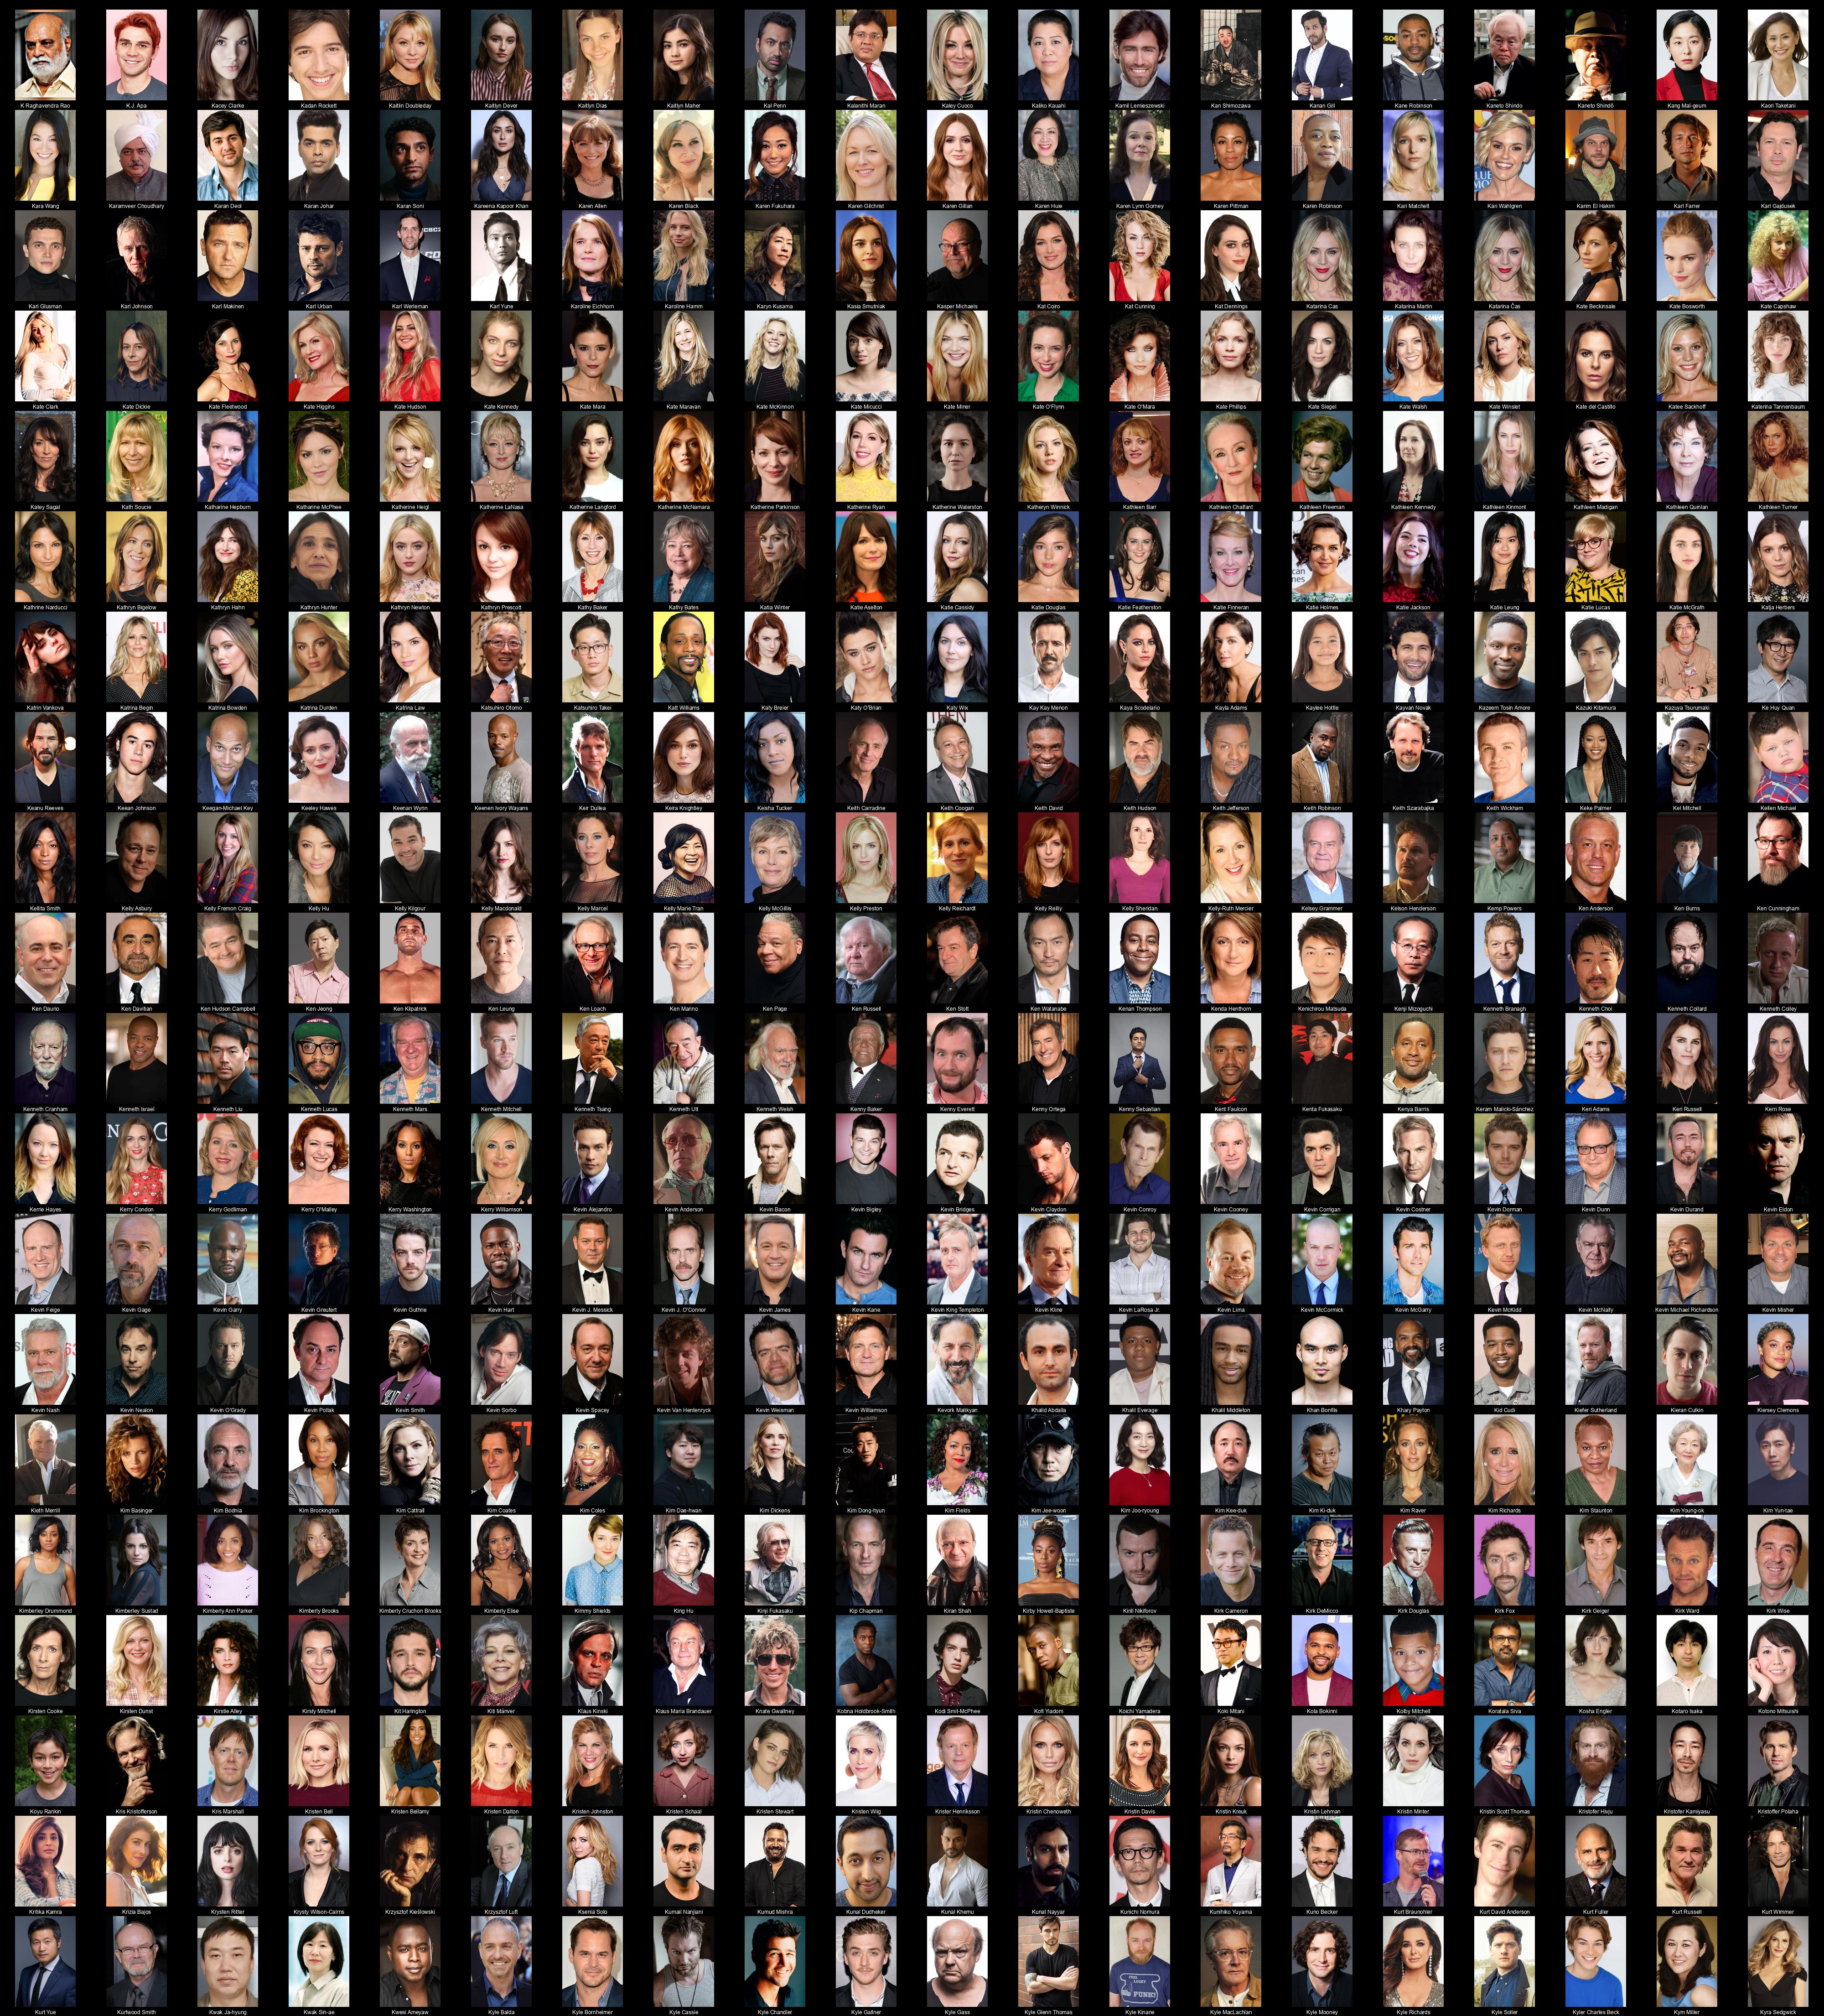 K Raghavendra Rao K.J. Apa Kacey Clarke Kadan Rockett Kaitlin Doubleday Kaitlyn Dever Kaitlyn Dias Kaitlyn Maher Kal Penn Kalanithi Maran Kaley Cuoco Kaliko Kauahi Kamil Lemieszewski Kan Shimozawa Kanan Gill Kane Robinson Kaneto Shindo Kaneto Shindô Kang Mal-geum Kaori Taketani
Kara Wang Karamveer Choudhary Karan Deol Karan Johar Karan Soni Kareena Kapoor Khan Karen Allen Karen Black Karen Fukuhara Karen Gilchrist Karen Gillan Karen Huie Karen Lynn Gorney Karen Pittman Karen Robinson Kari Matchett Kari Wahlgren Karim El Hakim Karl Farrer Karl Gajdusek
Karl Glusman Karl Johnson Karl Makinen Karl Urban Karl Werleman Karl Yune Karoline Eichhorn Karoline Hamm Karyn Kusama Kasia Smutniak Kasper Michaels Kat Coiro Kat Cunning Kat Dennings Katarina Cas Katarina Martin Katarina Čas Kate Beckinsale Kate Bosworth Kate Capshaw
Kate Clark Kate Dickie Kate Fleetwood Kate Higgins Kate Hudson Kate Kennedy Kate Mara Kate Maravan Kate McKinnon Kate Micucci Kate Miner Kate O'Flynn Kate O'Mara Kate Phillips Kate Siegel Kate Walsh Kate Winslet Kate del Castillo Katee Sackhoff Katerina Tannenbaum
Katey Sagal Kath Soucie Katharine Hepburn Katharine McPhee Katherine Heigl Katherine LaNasa Katherine Langford Katherine McNamara Katherine Parkinson Katherine Ryan Katherine Waterston Katheryn Winnick Kathleen Barr Kathleen Chalfant Kathleen Freeman Kathleen Kennedy Kathleen Kinmont Kathleen Madigan Kathleen Quinlan Kathleen Turner
Kathrine Narducci Kathryn Bigelow Kathryn Hahn Kathryn Hunter Kathryn Newton Kathryn Prescott Kathy Baker Kathy Bates Katia Winter Katie Aselton Katie Cassidy Katie Douglas Katie Featherston Katie Finneran Katie Holmes Katie Jackson Katie Leung Katie Lucas Katie McGrath Katja Herbers
Katrin Vankova Katrina Begin Katrina Bowden Katrina Durden Katrina Law Katsuhiro Otomo Katsuhiro Takei Katt Williams Katy Breier Katy O'Brian Katy Wix Kay Kay Menon Kaya Scodelario Kayla Adams Kaylee Hottle Kayvan Novak Kazeem Tosin Amore Kazuki Kitamura Kazuya Tsurumaki Ke Huy Quan
Keanu Reeves Keean Johnson Keegan-Michael Key Keeley Hawes Keenan Wynn Keenen Ivory Wayans Keir Dullea Keira Knightley Keisha Tucker Keith Carradine Keith Coogan Keith David Keith Hudson Keith Jefferson Keith Robinson Keith Szarabajka Keith Wickham Keke Palmer Kel Mitchell Kellen Michael
Kellita Smith Kelly Asbury Kelly Fremon Craig Kelly Hu Kelly Kilgour Kelly Macdonald Kelly Marcel Kelly Marie Tran Kelly McGillis Kelly Preston Kelly Reichardt Kelly Reilly Kelly Sheridan Kelly-Ruth Mercier Kelsey Grammer Kelson Henderson Kemp Powers Ken Anderson Ken Burns Ken Cunningham
Ken Daurio Ken Davitian Ken Hudson Campbell Ken Jeong Ken Kilpatrick Ken Leung Ken Loach Ken Marino Ken Page Ken Russell Ken Stott Ken Watanabe Kenan Thompson Kenda Henthorn Kenichirou Matsuda Kenji Mizoguchi Kenneth Branagh Kenneth Choi Kenneth Collard Kenneth Colley
Kenneth Cranham Kenneth Israel Kenneth Liu Kenneth Lucas Kenneth Mars Kenneth Mitchell Kenneth Tsang Kenneth Utt Kenneth Welsh Kenny Baker Kenny Everett Kenny Ortega Kenny Sebastian Kent Faulcon Kenta Fukasaku Kenya Barris Keram Malicki-Sánchez Keri Adams Keri Russell Kerri Rose
Kerrie Hayes Kerry Condon Kerry Godliman Kerry O'Malley Kerry Washington Kerry Williamson Kevin Alejandro Kevin Anderson Kevin Bacon Kevin Bigley Kevin Bridges Kevin Claydon Kevin Conroy Kevin Cooney Kevin Corrigan Kevin Costner Kevin Dorman Kevin Dunn Kevin Durand Kevin Eldon
Kevin Feige Kevin Gage Kevin Garry Kevin Greutert Kevin Guthrie Kevin Hart Kevin J. Messick Kevin J. O'Connor Kevin James Kevin Kane Kevin King Templeton Kevin Kline Kevin LaRosa Jr. Kevin Lima Kevin McCormick Kevin McGarry Kevin McKidd Kevin McNally Kevin Michael Richardson Kevin Misher
Kevin Nash Kevin Nealon Kevin O'Grady Kevin Pollak Kevin Smith Kevin Sorbo Kevin Spacey Kevin Van Hentenryck Kevin Weisman Kevin Williamson Kevork Malikyan Khalid Abdalla Khalil Everage Khalil Middleton Khan Bonfils Khary Payton Kid Cudi Kiefer Sutherland Kieran Culkin Kiersey Clemons
Kieth Merrill Kim Basinger Kim Bodnia Kim Brockington Kim Cattrall Kim Coates Kim Coles Kim Dae-hwan Kim Dickens Kim Dong-hyun Kim Fields Kim Jee-woon Kim Joo-ryoung Kim Kee-duk Kim Ki-duk Kim Raver Kim Richards Kim Staunton Kim Young-ok Kim Yun-tae
Kimberley Drummond Kimberley Sustad Kimberly Ann Parker Kimberly Brooks Kimberly Cruchon Brooks Kimberly Elise Kimmy Shields King Hu Kinji Fukasaku Kip Chapman Kiran Shah Kirby Howell-Baptiste Kirill Nikiforov Kirk Cameron Kirk DeMicco Kirk Douglas Kirk Fox Kirk Geiger Kirk Ward Kirk Wise
Kirsten Cooke Kirsten Dunst Kirstie Alley Kirsty Mitchell Kit Harington Kiti Mánver Klaus Kinski Klaus Maria Brandauer Knate Gwaltney Kobna Holdbrook-Smith Kodi Smit-McPhee Kofi Yiadom Koichi Yamadera Koki Mitani Kola Bokinni Kolby Mitchell Koratala Siva Kosha Engler Kotaro Isaka Kotono Mitsuishi
Koyu Rankin Kris Kristofferson Kris Marshall Kristen Bell Kristen Bellamy Kristen Dalton Kristen Johnston Kristen Schaal Kristen Stewart Kristen Wiig Krister Henriksson Kristin Chenoweth Kristin Davis Kristin Kreuk Kristin Lehman Kristin Minter Kristin Scott Thomas Kristofer Hivju Kristofer Kamiyasu Kristoffer Polaha
Kritika Kamra Krizia Bajos Krysten Ritter Krysty Wilson-Cairns Krzysztof Kieślowski Krzysztof Luft Ksenia Solo Kumail Nanjiani Kumud Mishra Kunal Dudheker Kunal Khemu Kunal Nayyar Kunichi Nomura Kunihiko Yuyama Kuno Becker Kurt Braunohler Kurt David Anderson Kurt Fuller Kurt Russell Kurt Wimmer
Kurt Yue Kurtwood Smith Kwak Ja-hyung Kwak Sin-ae Kwesi Ameyaw Kyle Balda Kyle Bornheimer Kyle Cassie Kyle Chandler Kyle Gallner Kyle Gass Kyle Glenn Thomas Kyle Kinane Kyle MacLachlan Kyle Mooney Kyle Richards Kyle Soller Kyler Charles Beck Kym Miller Kyra Sedgwick